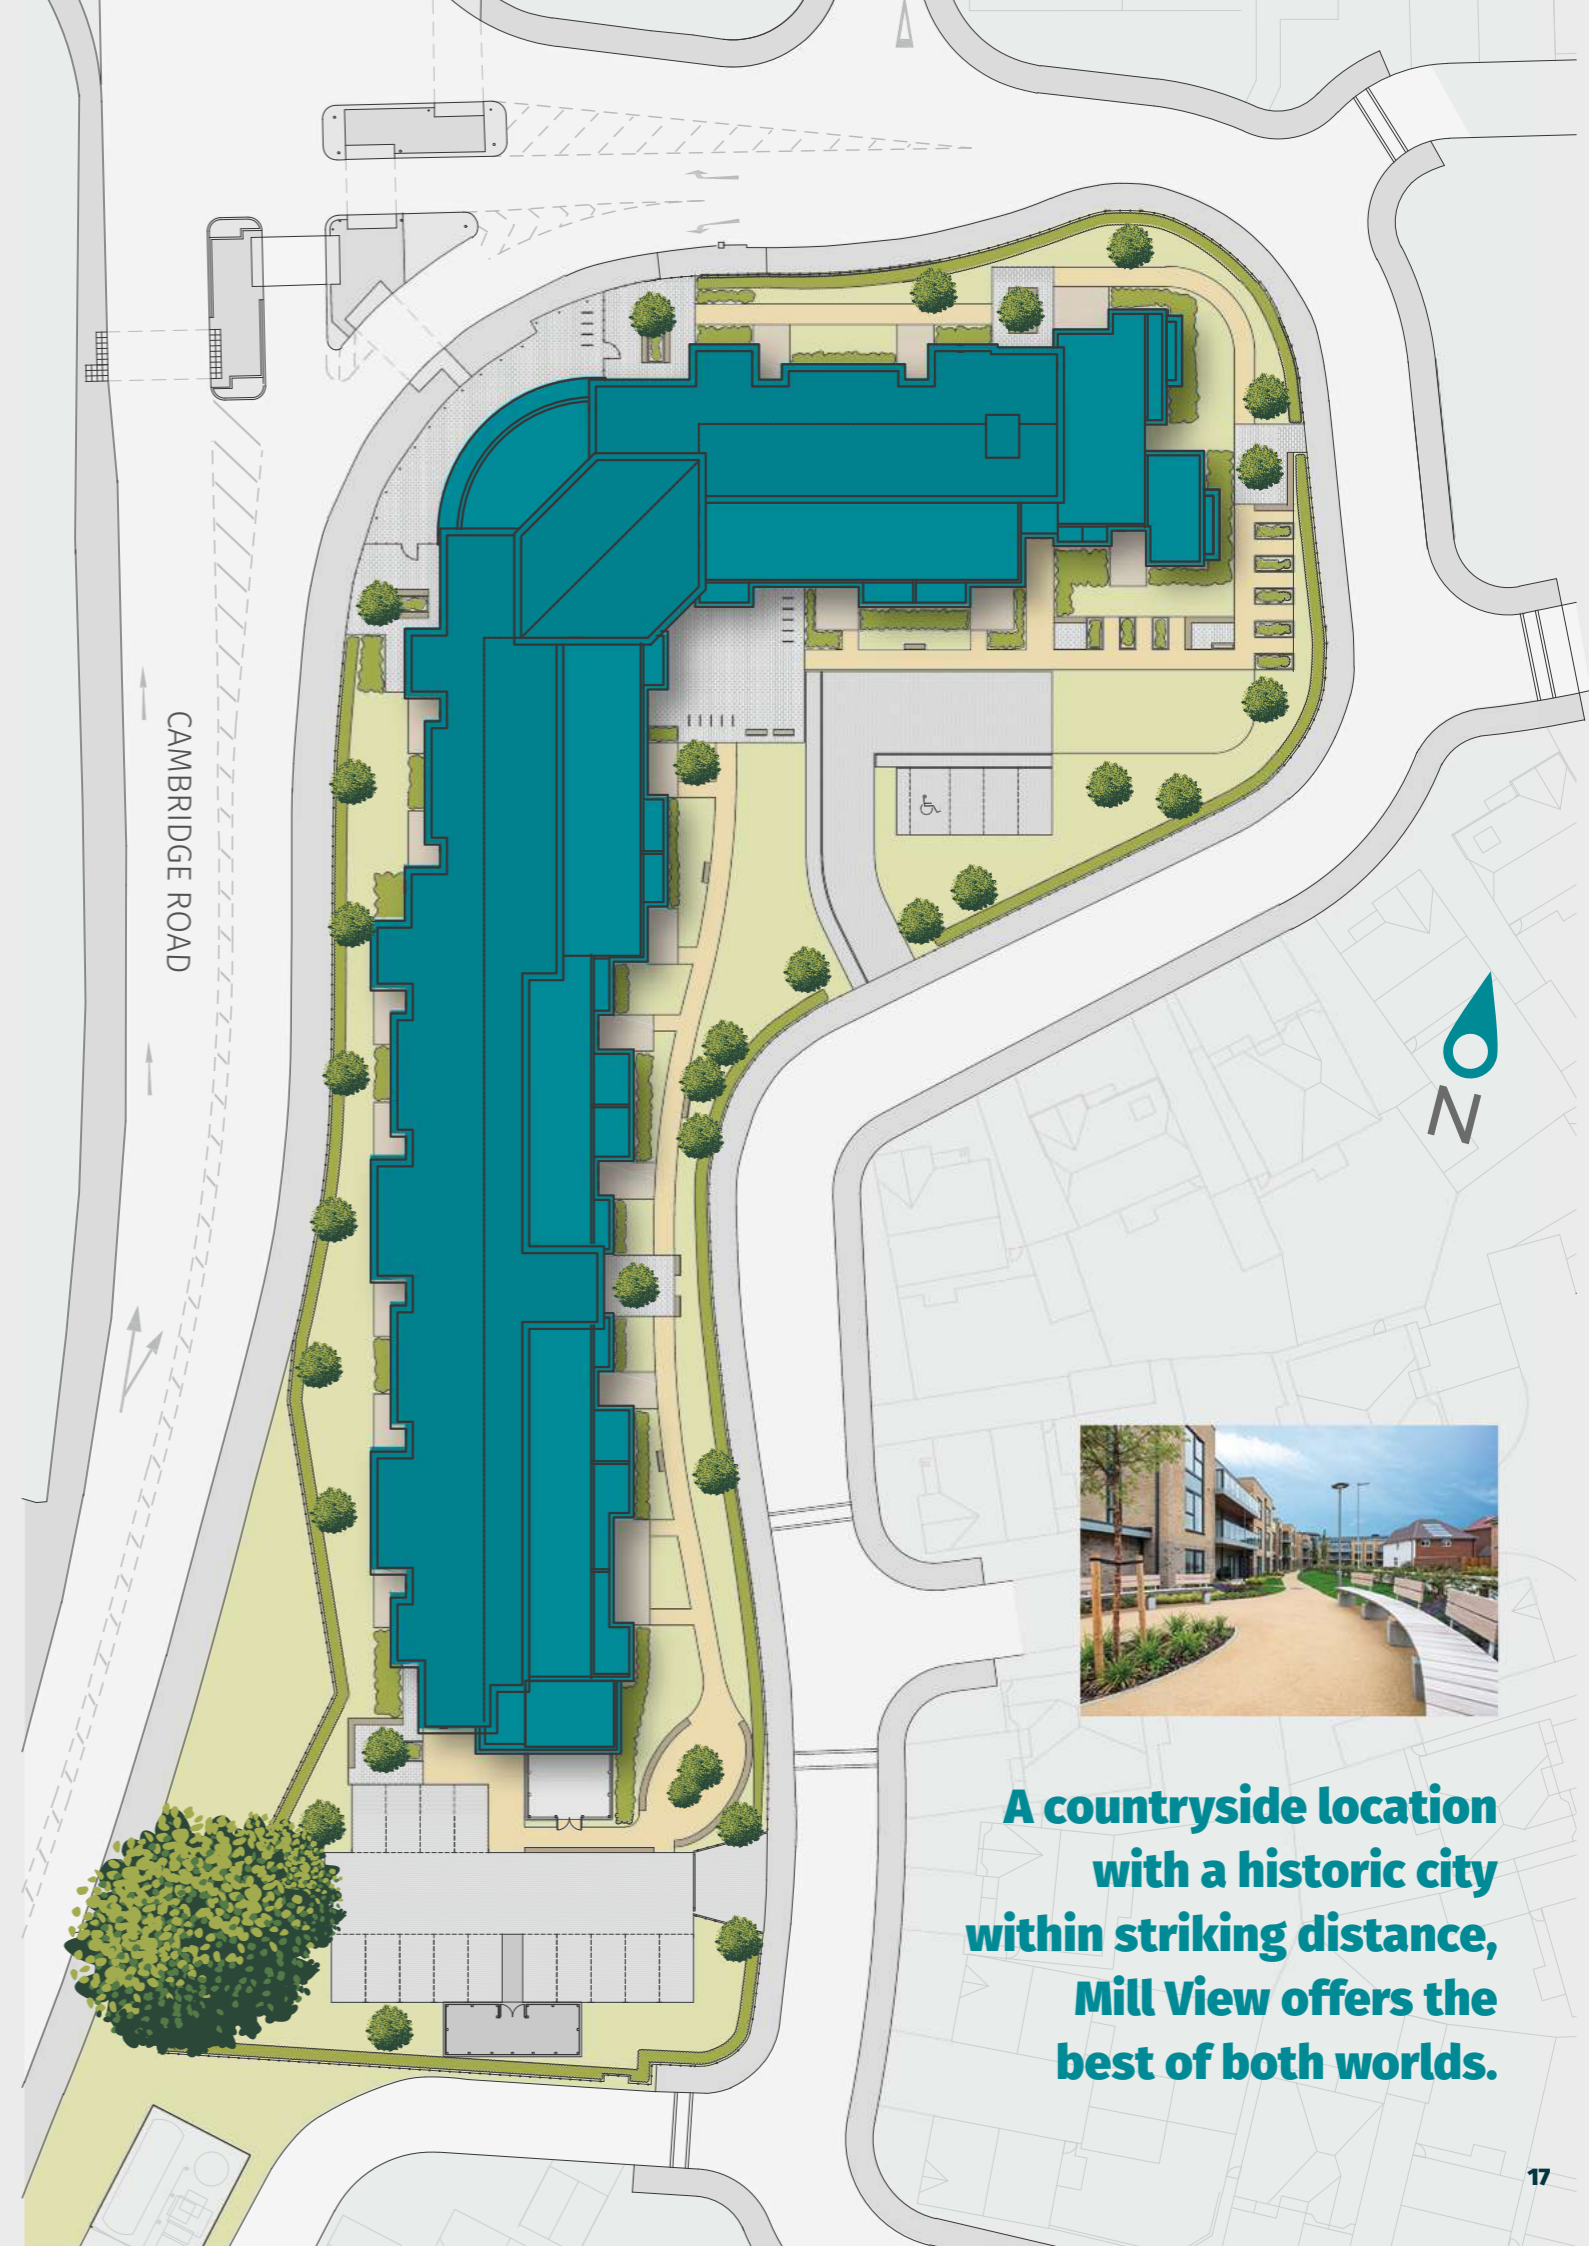 CAMBRIDGE ROAD
N
A countryside location
with a historic city
within striking distance,
Mill View offers the
best of both worlds.
17